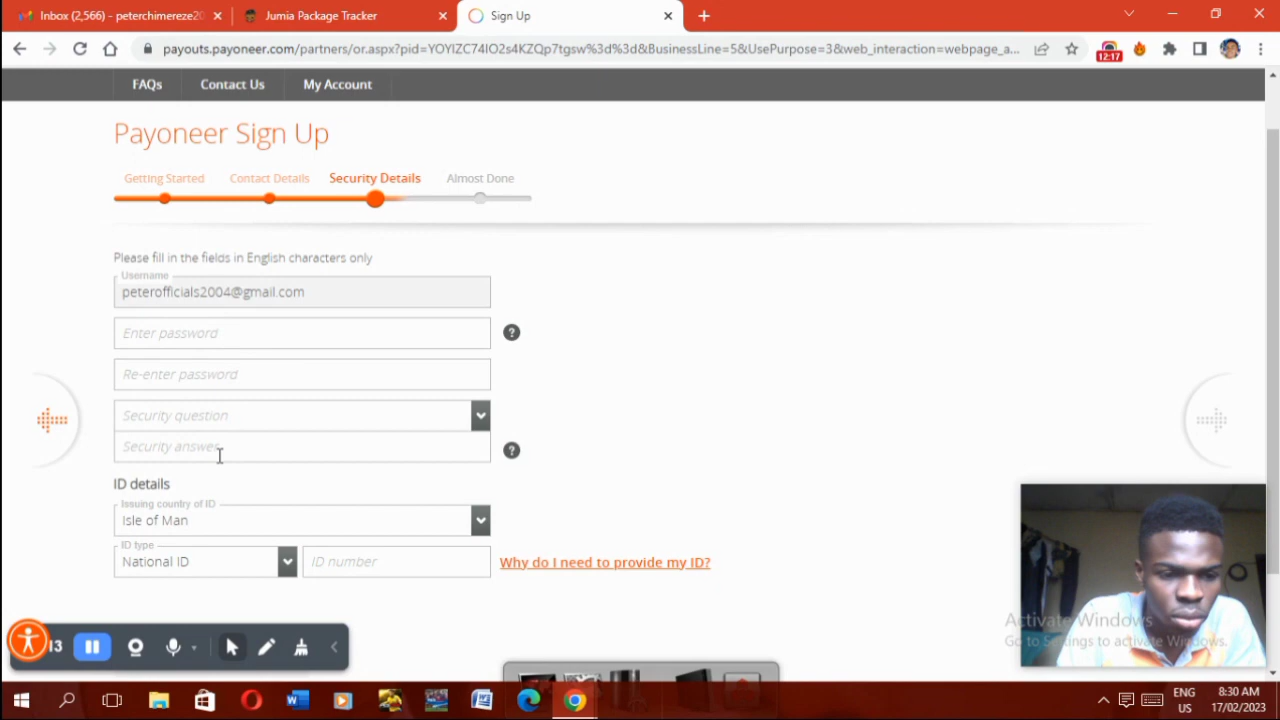 Inbox (2,566) - peterchimereze20
Jumia Package Tracker
Sign Up
payouts.payoneer.com/partners/or.aspx?pid=YOYIZC74IO2s4KZQp7tgsw%3d%3d&BusinessLine=5&UsePurpose=3&web_interaction=webpage_a...
12:17
FAQs
Contact Us
My Account
Payoneer Sign Up
Getting Started
Contact Details
Security Details
Almost Done
Please fill in the fields in English characters only
Username
peterofficials2004@gmail.com
Enter password
?
Re-enter password
Security question
Security answer
?
ID details
Issuing country of ID
Isle of Man
ID type
National ID
ID number
Why do I need to provide my ID?
Activate Windows
Go to Settings to activate Windows.
13
ENG
US
8:30 AM
17/02/2023